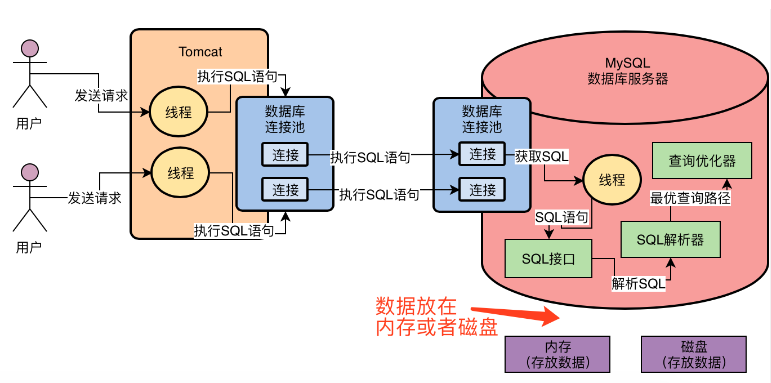 Tomcat
MySQL
数据库服务器
执行SQL语句
发送请求
线程
数据库
连接池
数据库
连接池
用户
连接
执行SQL语句
连接
获取SQL
查询优化器
线程
线程
发送请求
连接
执行SQL语句
连接
最优查询路径
SQL语句
执行SQL语句
SQL解析器
用户
SQL接口
解析SQL
数据放在
内存或者磁盘
内存
(存放数据)
磁盘
(存放数据)